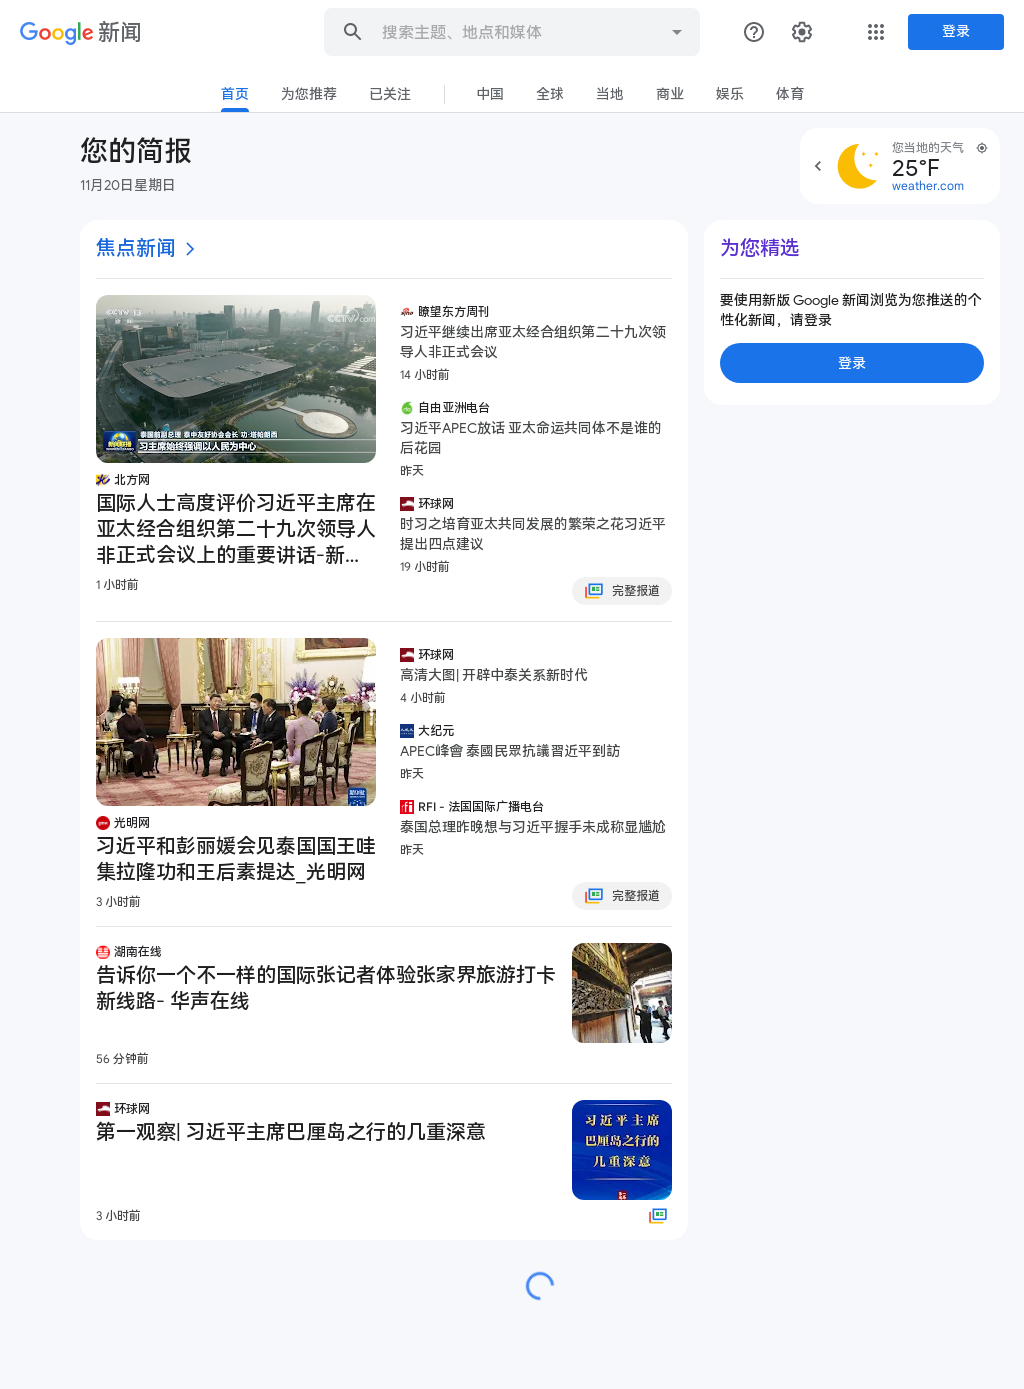 Google 新闻
搜索主题、地点和媒体
登录
首页
为您推荐
已关注
中国
全球
当地
商业
娱乐
体育
您的简报
11月20日星期日
您当地的天气
25°F
weather.com
焦点新闻
CCTV 13
CCTV.com
泰国前副总理 泰中友好协会会长 功·塔帕朗西
习主席始终强调以人民为中心
北方网
国际人士高度评价习近平主席在
亚太经合组织第二十九次领导人
非正式会议上的重要讲话-新...
1 小时前
瞭望东方周刊
习近平继续出席亚太经合组织第二十九次领
导人非正式会议
14 小时前
自由亚洲电台
习近平APEC放话 亚太命运共同体不是谁的
后花园
昨天
环球网
时习之培育亚太共同发展的繁荣之花习近平
提出四点建议
19 小时前
完整报道
光明网
习近平和彭丽媛会见泰国国王哇
集拉隆功和王后素提达_光明网
3 小时前
环球网
高清大图| 开辟中泰关系新时代
4 小时前
大纪元
APEC峰會 泰國民眾抗議習近平到訪
昨天
RFI - 法国国际广播电台
泰国总理昨晚想与习近平握手未成称显尴尬
昨天
完整报道
湖南在线
告诉你一个不一样的国际张记者体验张家界旅游打卡
新线路- 华声在线
56 分钟前
环球网
第一观察| 习近平主席巴厘岛之行的几重深意
3 小时前
习近平主席
巴厘岛之行的
几重深意
为您精选
要使用新版 Google 新闻浏览为您推送的个
性化新闻，请登录
登录